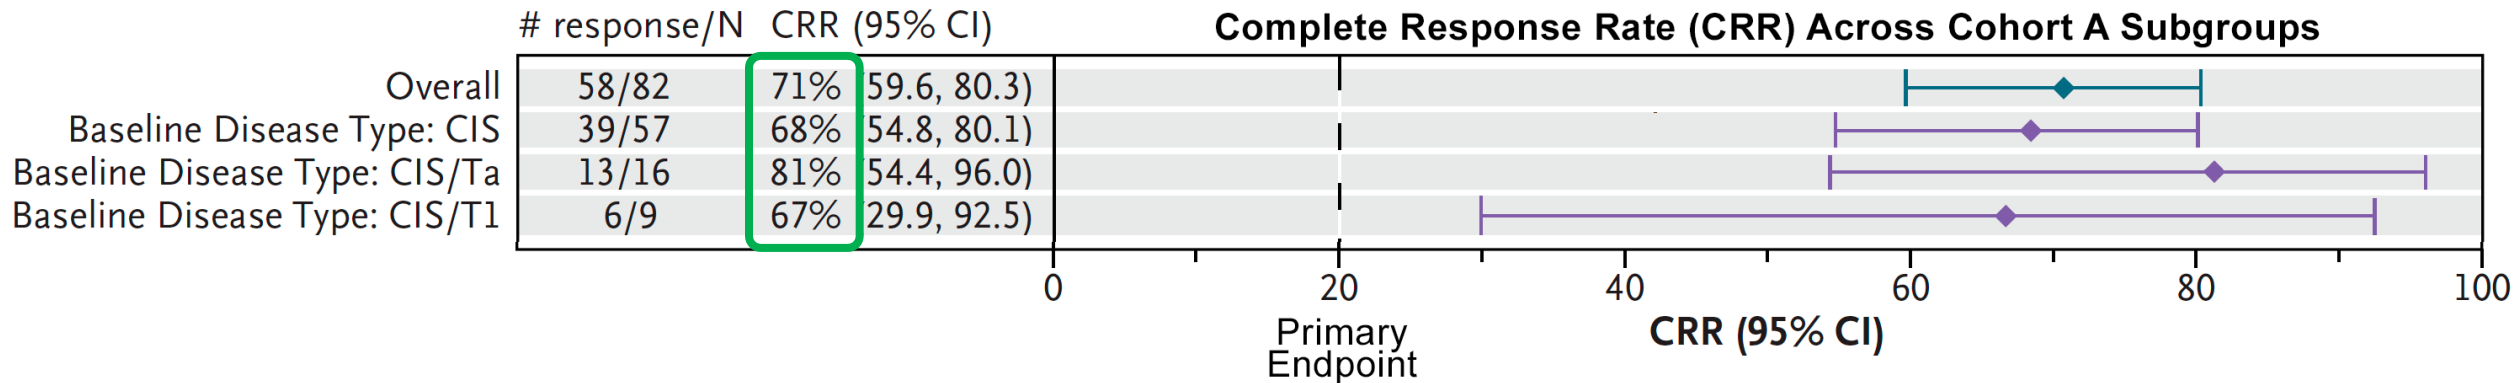 # response/N CRR (95% CI) Complete Response Rate (CRR) Across Cohort A Subgroups
Overall 58/82 71% (59.6, 80.3)
Baseline Disease Type: CIS 39/57 68% (54.8, 80.1)
Baseline Disease Type: CIS/Ta 13/16 81% (54.4, 96.0)
Baseline Disease Type: CIS/T1 6/9 67% (29.9, 92.5)
0 20 40 60 80 100
Primary
Endpoint
CRR (95% CI)